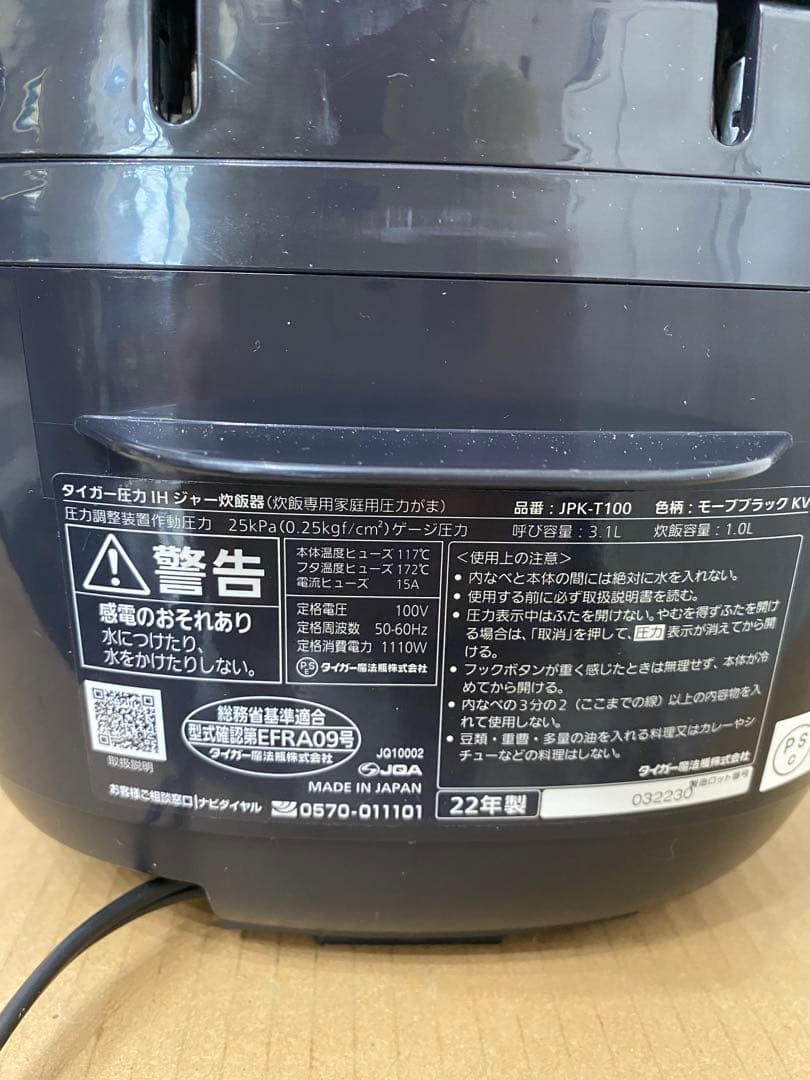 タイガー圧力IHジャー炊飯器(炊飯専用家庭用圧力がま) 品番：JPK-T100 色柄：モーブブラックKV
圧力調整装置作動圧力 25kPa(0.25kgf/cm²)ゲージ圧力 呼び容量：3.1L 炊飯容量：1.0L
警告
感電のおそれあり
水につけたり、
水をかけたりしない。
本体温度ヒューズ 117℃
フタ温度ヒューズ 172℃
電流ヒューズ 15A
定格電圧 100V
定格周波数 50-60Hz
定格消費電力 1110W
PSE タイガー魔法瓶株式会社
＜使用上の注意＞
• 内なべと本体の間には絶対に水を入れない。
• 使用する前に必ず取扱説明書を読む。
• 圧力表示中はふたを開けない。やむを得ずふたを開け
る場合は、「取消」を押して、圧力 表示が消えてから開
ける。
• フックボタンが重く感じたときは無理せず、本体が冷
めてから開ける。
• 内なべの3分の2（ここまでの線）以上の内容物を入
れて使用しない。
• 豆類・重曹・多量の油を入れる料理又はカレーやシ
チューなどの料理はしない。
タイガー魔法瓶株式会社
PSC
取扱説明
総務省基準適合
型式確認第EFRA09号
タイガー魔法瓶株式会社
JQ10002
JQA
MADE IN JAPAN
お客様ご相談窓口 ナビダイヤル 0570-011101
22年製
製造ロット番号
032230